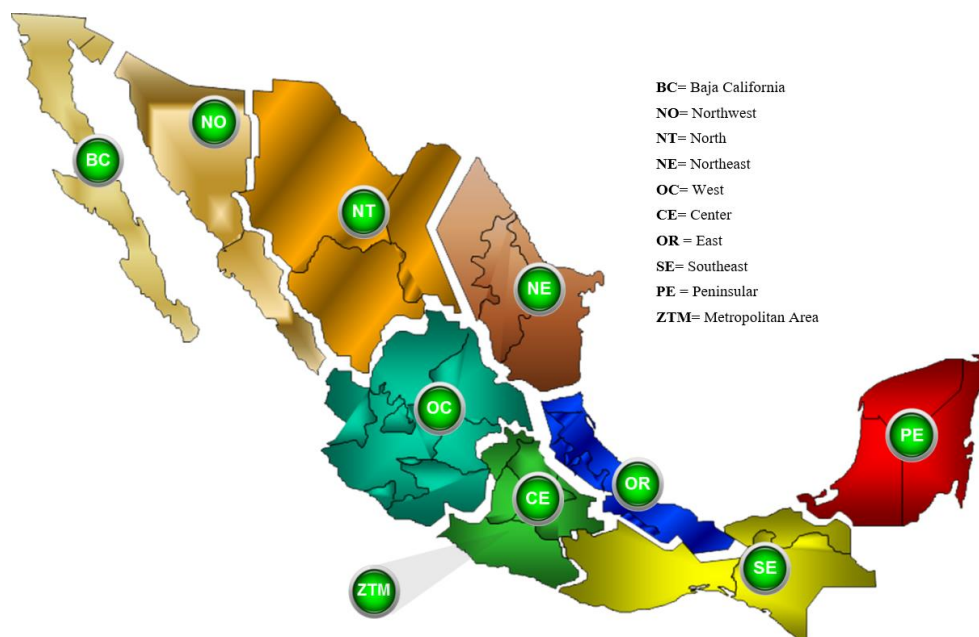 BC= Baja California
NO= Northwest
NT= North
NE= Northeast
OC= West
CE= Center
OR = East
SE= Southeast
PE = Peninsular
ZTM= Metropolitan Area
NO
BC
NT
NE
OC
PE
OR
CE
SE
ZTM